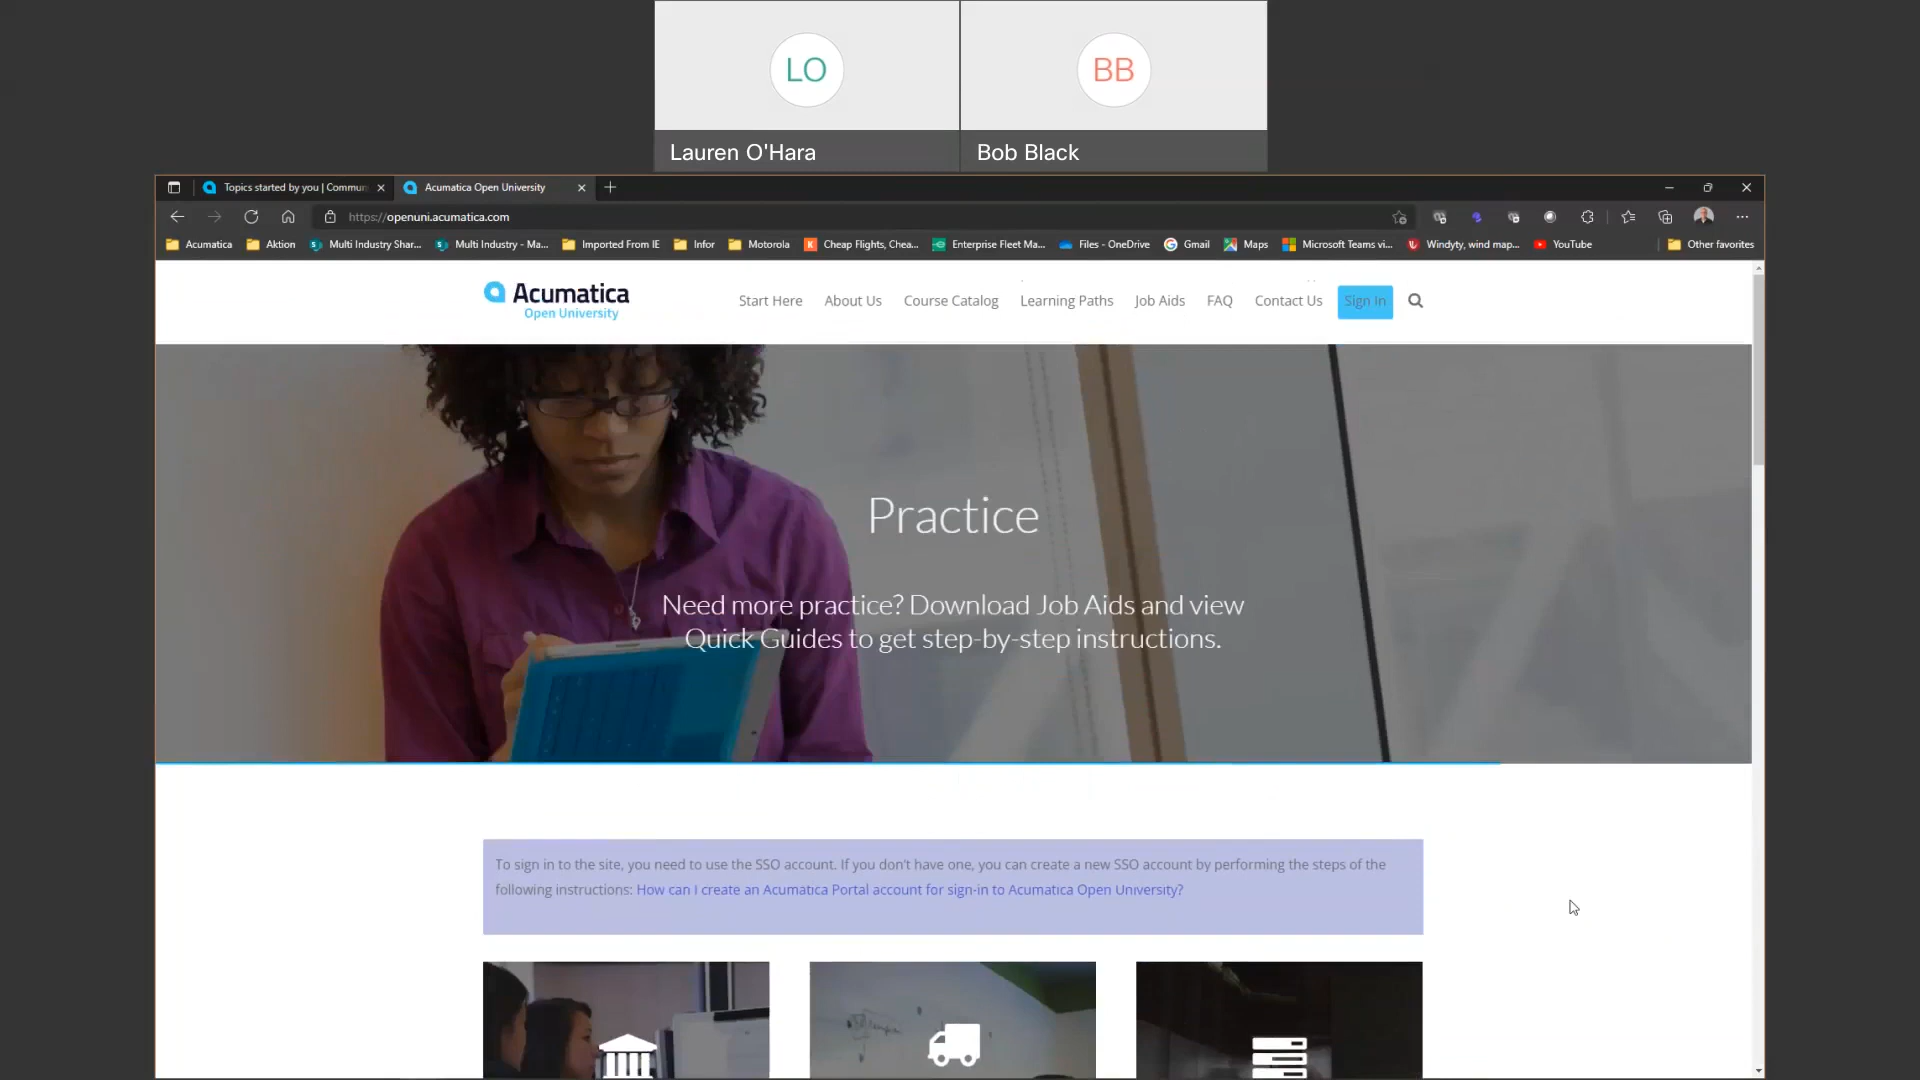 LO
BB
Lauren O'Hara
Bob Black
Topics started by you | Commun
Acumatica Open University
https://openuni.acumatica.com
Acumatica
Aktion
Multi Industry Shar...
Multi Industry - Ma...
Imported From IE
Infor
Motorola
Cheap Flights, Chea...
Enterprise Fleet Ma...
Files - OneDrive
Gmail
Maps
Microsoft Teams vi...
Windyty, wind map...
YouTube
Other favorites
Acumatica
Open University
Start Here
About Us
Course Catalog
Learning Paths
Job Aids
FAQ
Contact Us
Sign In
Practice
Need more practice? Download Job Aids and view
Quick Guides to get step-by-step instructions.
To sign in to the site, you need to use the SSO account. If you don't have one, you can create a new SSO account by performing the steps of the
following instructions: How can I create an Acumatica Portal account for sign-in to Acumatica Open University?